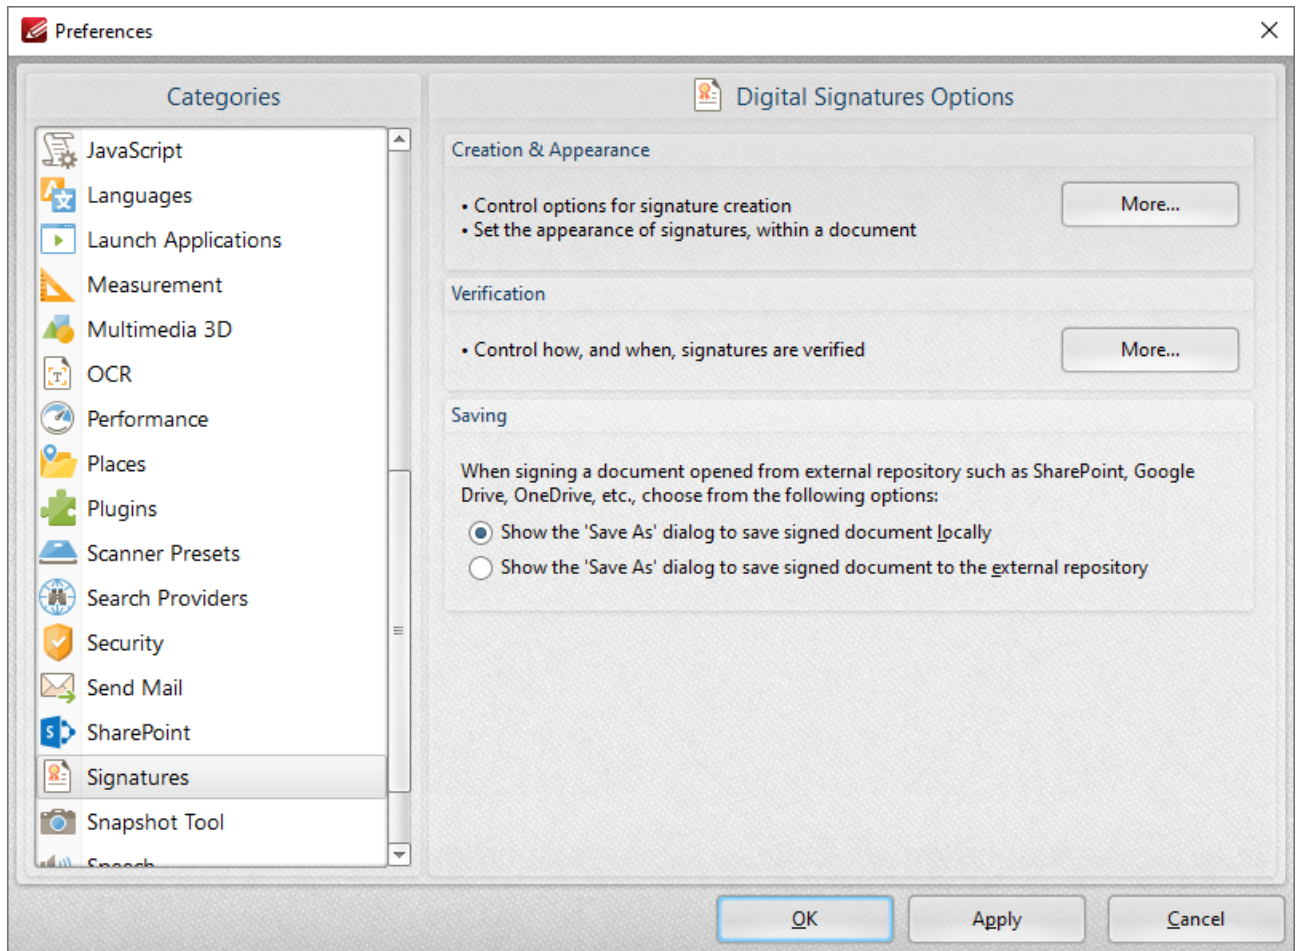 Preferences
Categories
JavaScript
Languages
Launch Applications
Measurement
Multimedia 3D
OCR
Performance
Places
Plugins
Scanner Presets
Search Providers
Security
Send Mail
SharePoint
Signatures
Snapshot Tool
Speech
Digital Signatures Options
Creation & Appearance
• Control options for signature creation
• Set the appearance of signatures, within a document
More...
Verification
• Control how, and when, signatures are verified
More...
Saving
When signing a document opened from external repository such as SharePoint, Google
Drive, OneDrive, etc., choose from the following options:
Show the 'Save As' dialog to save signed document locally
Show the 'Save As' dialog to save signed document to the external repository
OK
Apply
Cancel